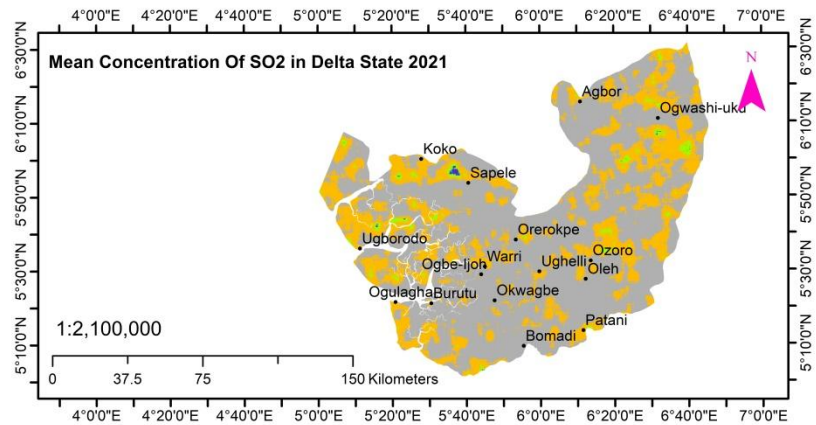 4°0'0"E 4°20'0"E 4°40'0"E 5°0'0"E 5°20'0"E 5°40'0"E 6°0'0"E 6°20'0"E 6°40'0"E 7°0'0"E
Mean Concentration Of SO2 in Delta State 2021
N
6°30'0"N
6°10'0"N
5°50'0"N
5°30'0"N
5°10'0"N
6°30'0"N
6°10'0"N
5°50'0"N
5°30'0"N
5°10'0"N
Agbor
Ogwashi-uku
Koko
Sapele
Orerokpe
Ugborodo
Warri
Ozoro
Ogbe-Ijoh
Ughelli
Oleh
Ogulagha
Burutu
Okwagbe
Patani
Bomadi
1:2,100,000
0 37.5 75 150 Kilometers
4°0'0"E 4°20'0"E 4°40'0"E 5°0'0"E 5°20'0"E 5°40'0"E 6°0'0"E 6°20'0"E 6°40'0"E 7°0'0"E